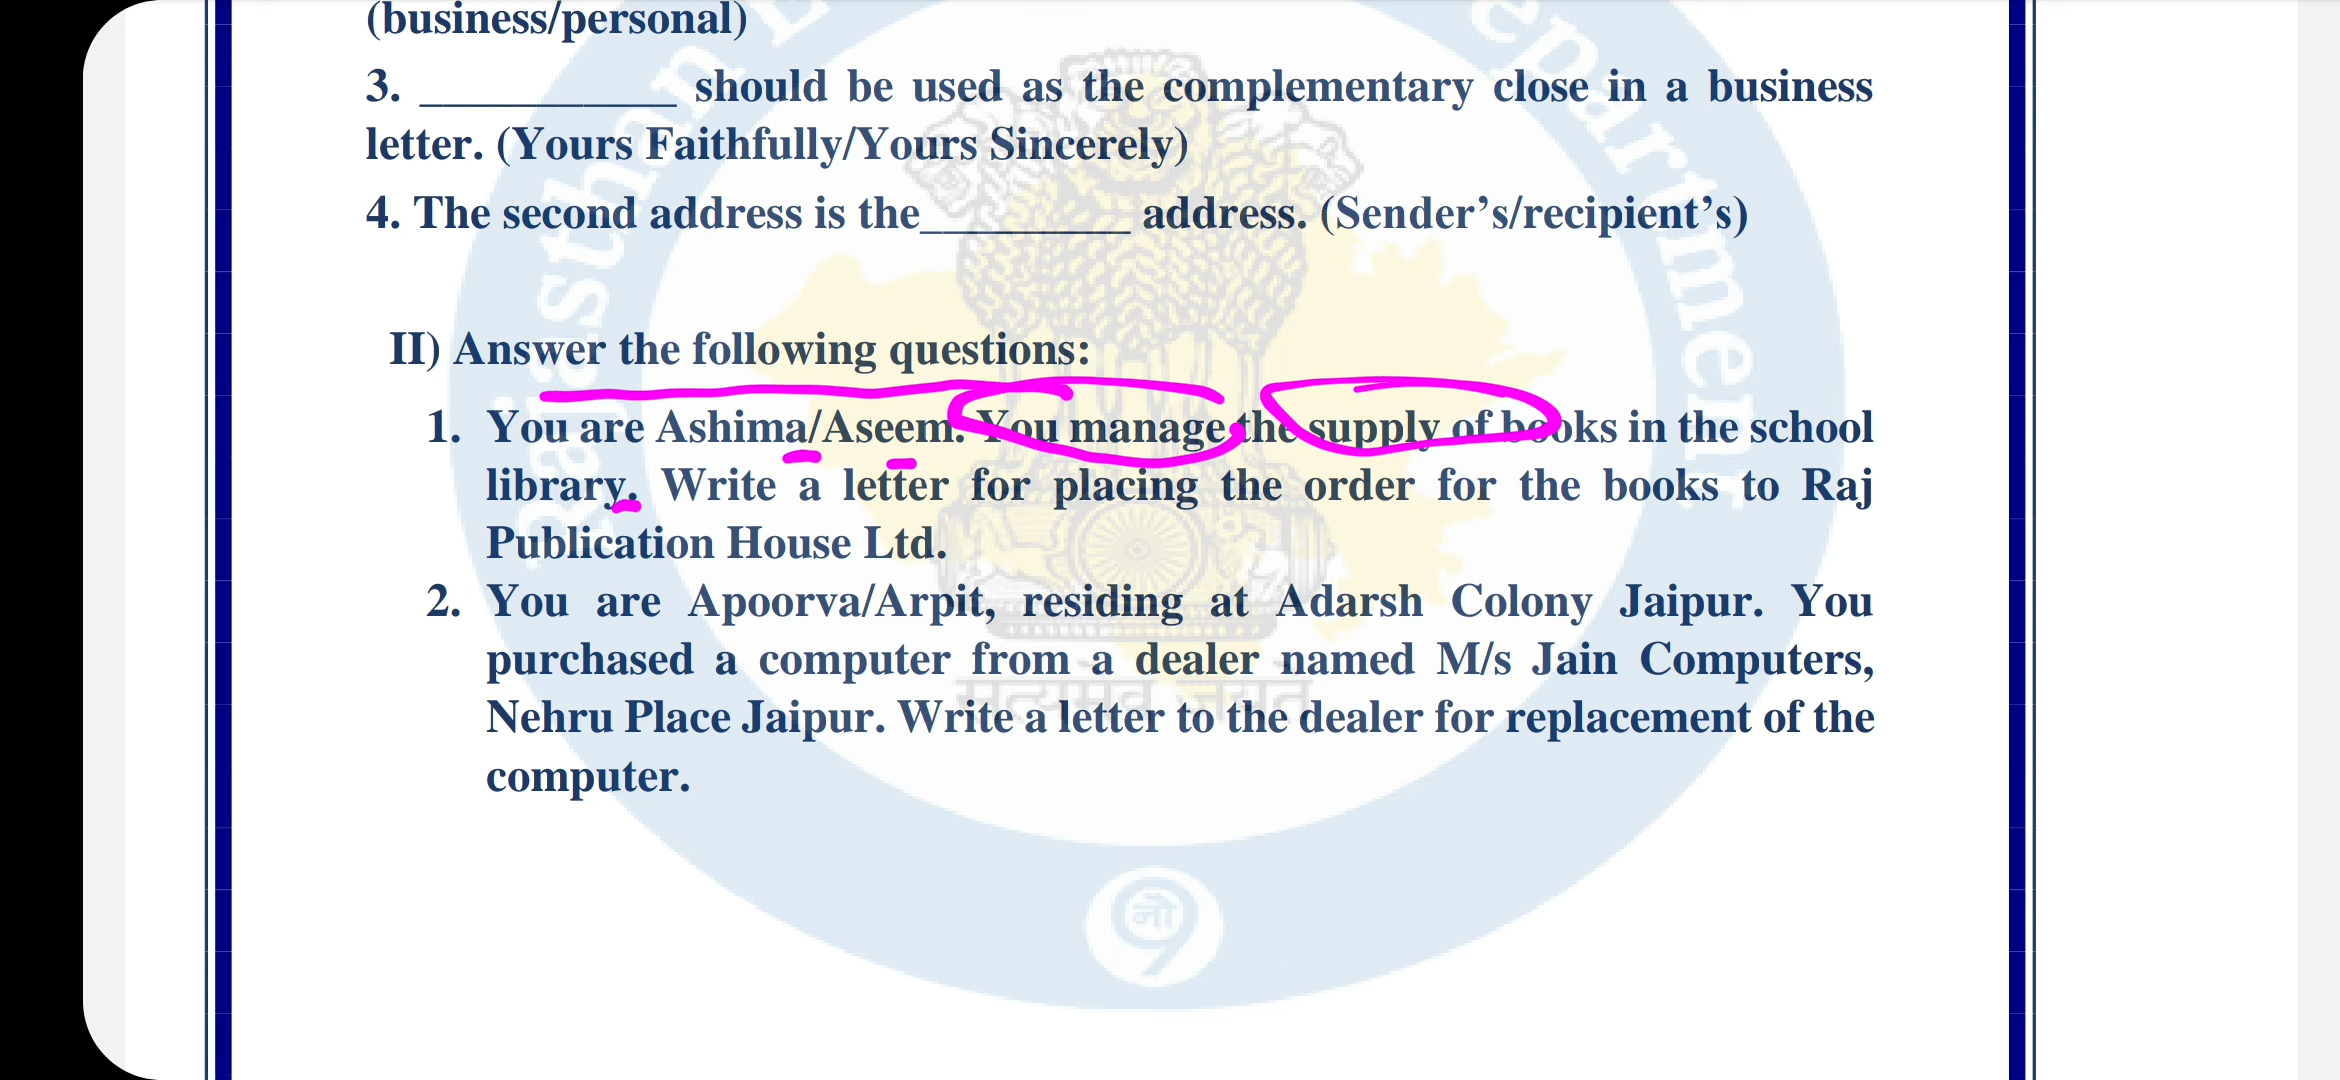 (business/personal)
3. ___________ should be used as the complementary close in a business
letter. (Yours Faithfully/Yours Sincerely)
4. The second address is the_________ address. (Sender’s/recipient’s)
II) Answer the following questions:
1. You are Ashima/Aseem. You manage the supply of books in the school
library. Write a letter for placing the order for the books to Raj
Publication House Ltd.
2. You are Apoorva/Arpit, residing at Adarsh Colony Jaipur. You
purchased a computer from a dealer named M/s Jain Computers,
Nehru Place Jaipur. Write a letter to the dealer for replacement of the
computer.